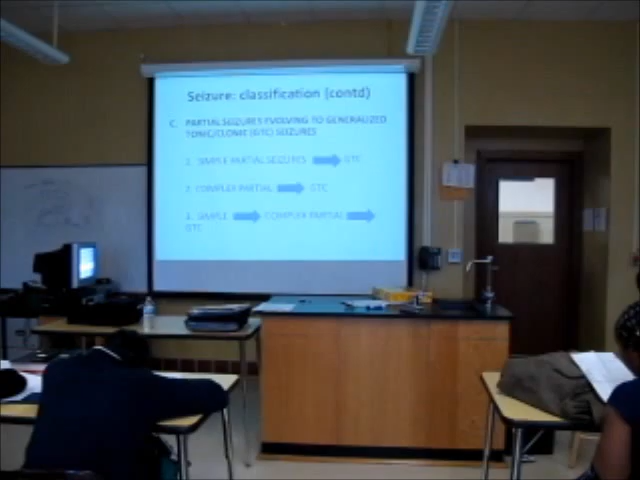 Seizure: classification (contd)
C. PARTIAL SEIZURES EVOLVING TO GENERALIZED
TONIC/CLONIC (GTC) SEIZURES
1. SIMPLE PARTIAL SEIZURES GTC
2. COMPLEX PARTIAL GTC
3. SIMPLE COMPLEX PARTIAL
GTC